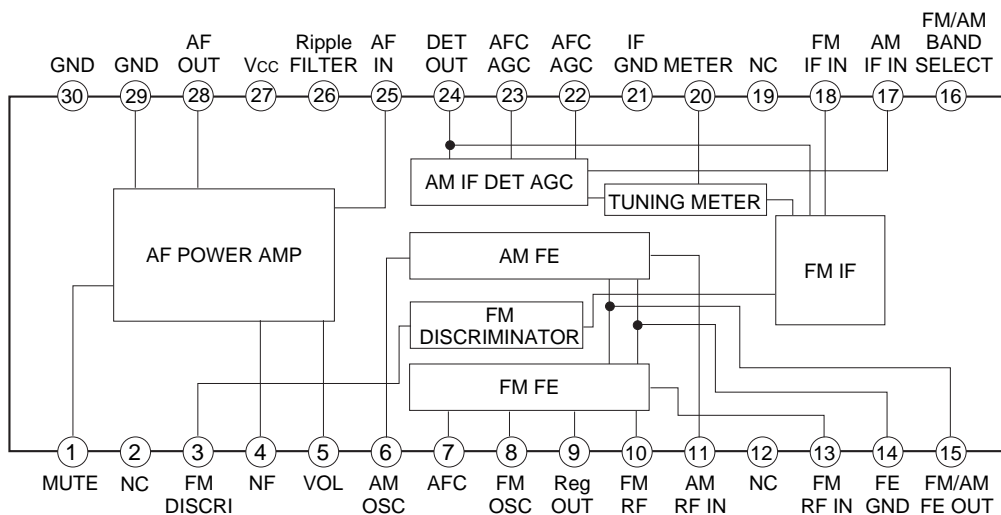 GND
GND
AF
OUT
Vcc
Ripple
FILTER
AF
IN
DET
OUT
AFC
AGC
AFC
AGC
IF
GND
METER
NC
FM
IF IN
AM
IF IN
FM/AM
BAND
SELECT
30
29
28
27
26
25
24
23
22
21
20
19
18
17
16
AM IF DET AGC
TUNING METER
AF POWER AMP
AM FE
FM IF
FM
DISCRIMINATOR
FM FE
1
2
3
4
5
6
7
8
9
10
11
12
13
14
15
MUTE
NC
FM
DISCRI
NF
VOL
AM
OSC
AFC
FM
OSC
Reg
OUT
FM
RF
AM
RF IN
NC
FM
RF IN
FE
GND
FM/AM
FE OUT